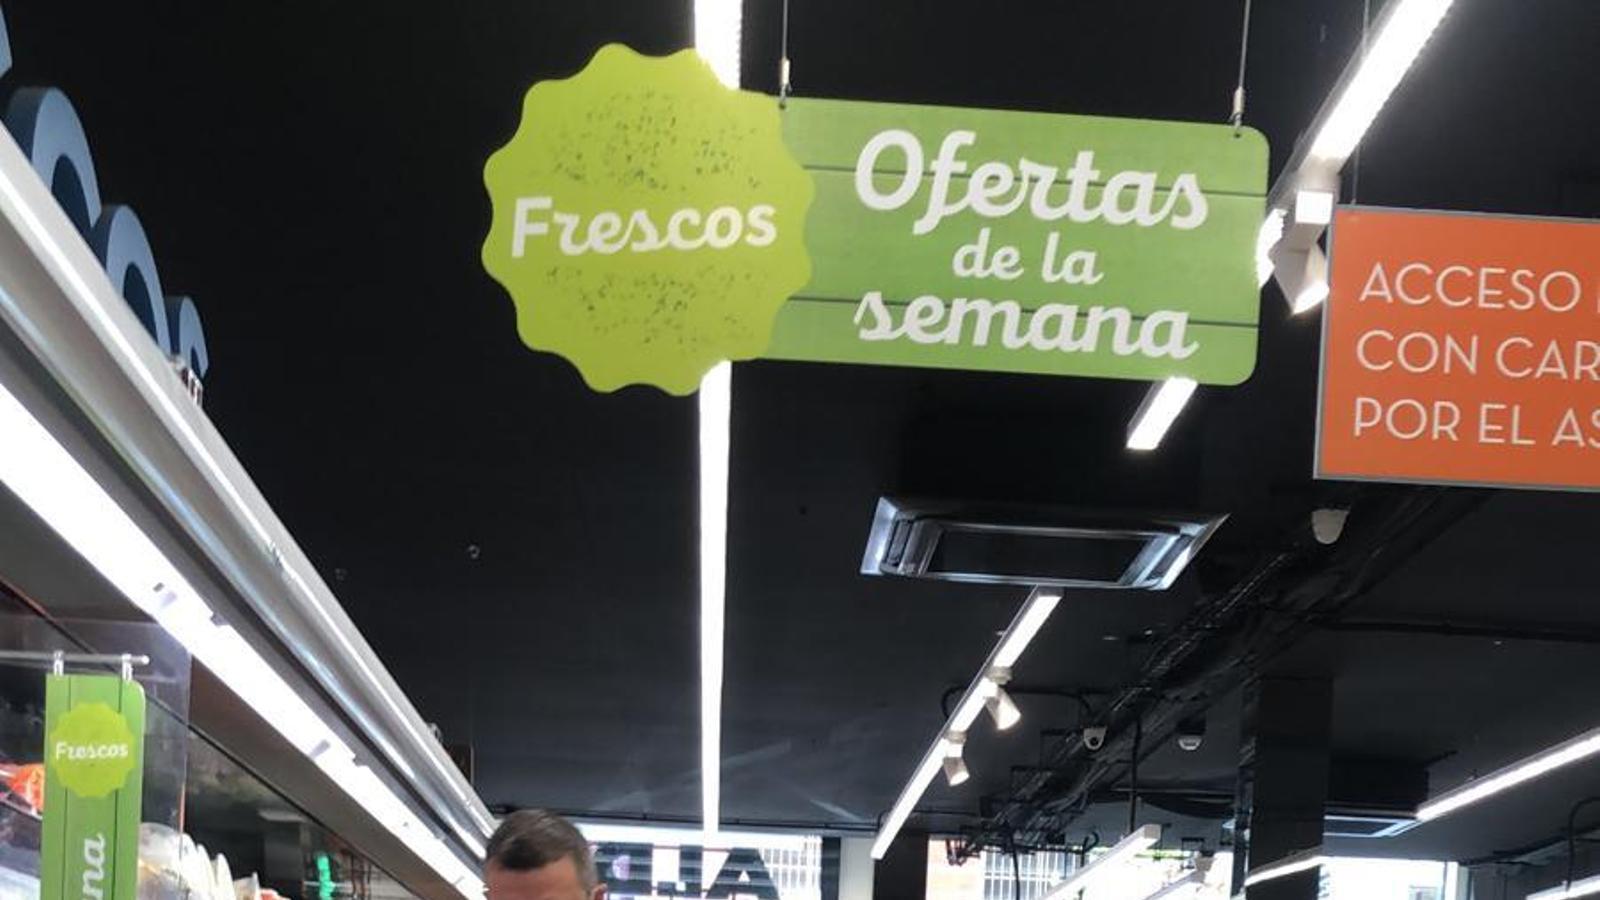 Frescos
Ofertas
de la
semana
ACCESO
CON CAR
POR EL AS
Frescos